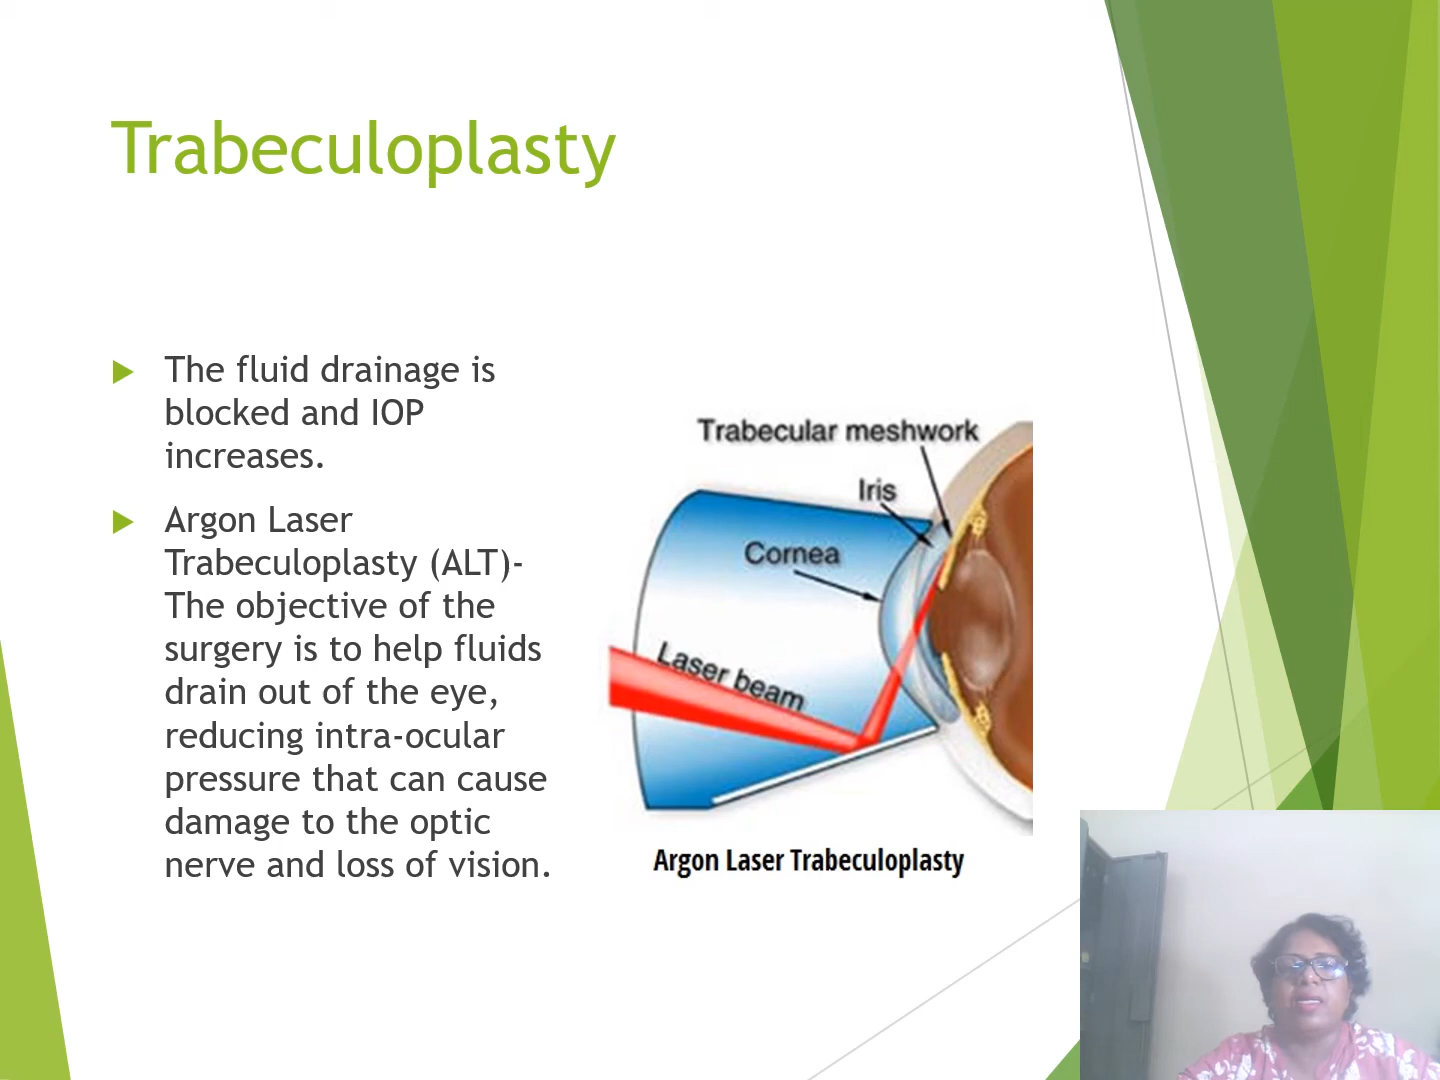 Trabeculoplasty
The fluid drainage is
blocked and IOP
increases.
Argon Laser
Trabeculoplasty (ALT)-
The objective of the
surgery is to help fluids
drain out of the eye,
reducing intra-ocular
pressure that can cause
damage to the optic
nerve and loss of vision.
Trabecular meshwork
Iris
Cornea
Laser beam
Argon Laser Trabeculoplasty